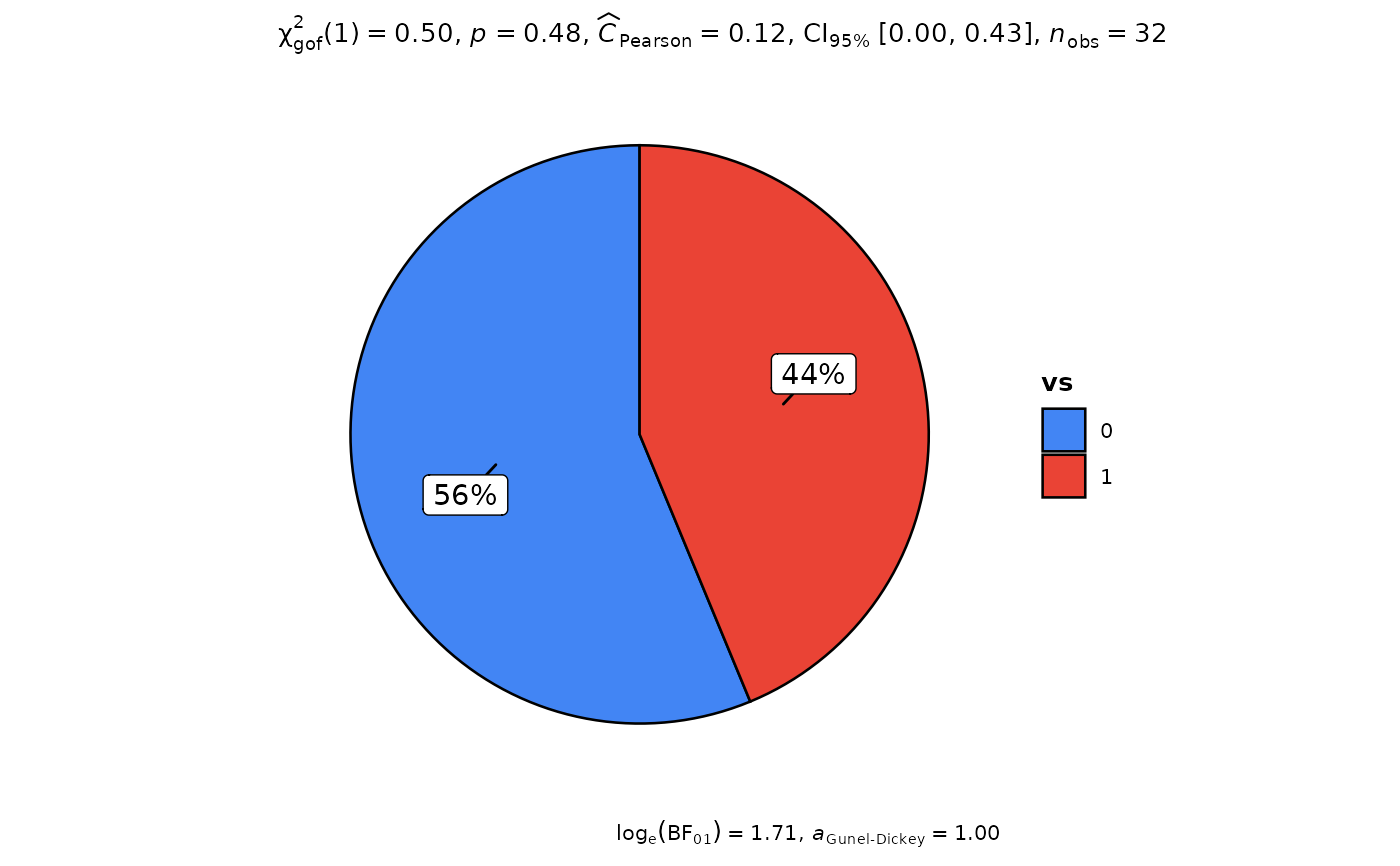 χ²gof(1) = 0.50, p = 0.48, ĈPearson = 0.12, CI95% [0.00, 0.43], nobs = 32
44%
vs
0
1
56%
loge(BF01) = 1.71, aGunel-Dickey = 1.00